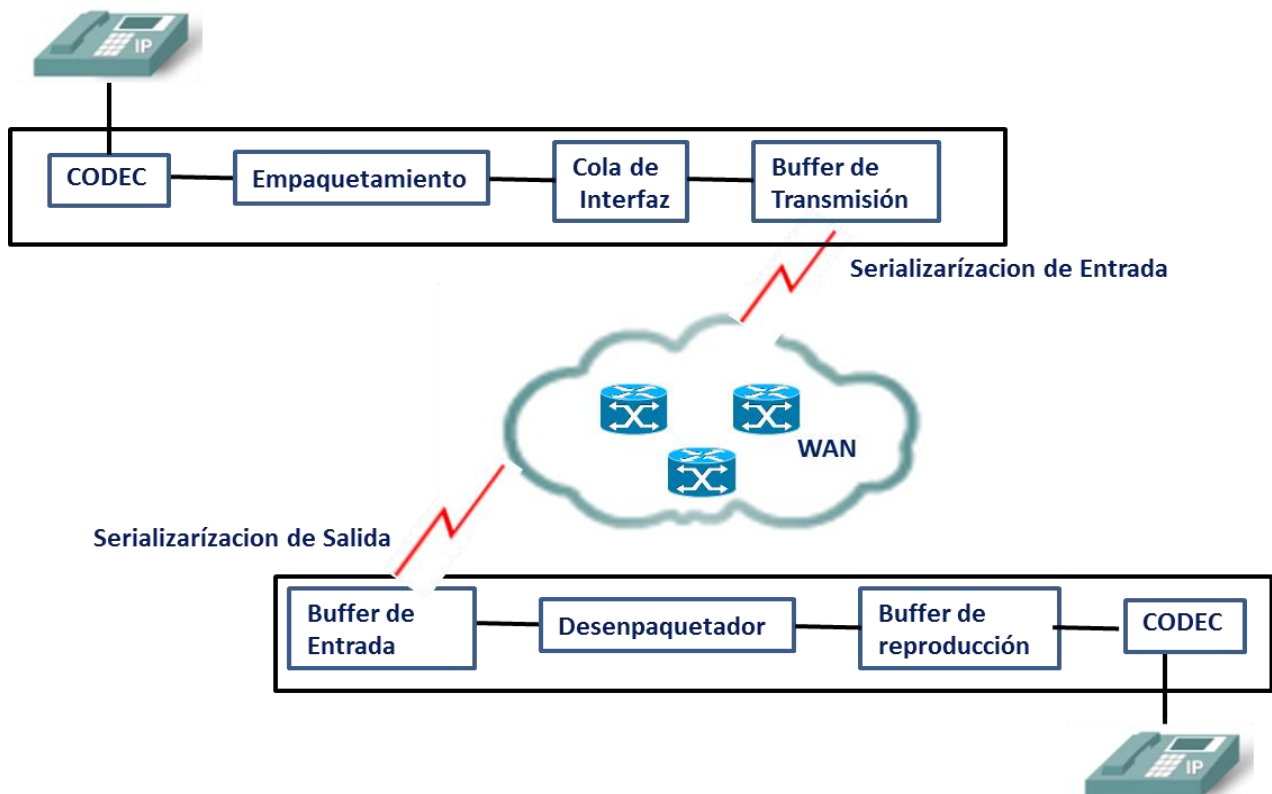 IP
CODEC
Empaquetamiento
Cola de
Interfaz
Buffer de
Transmisión
Serializarízacion de Entrada
WAN
Serializarízacion de Salida
Buffer de
Entrada
Desenpaquetador
Buffer de
reproducción
CODEC
IP